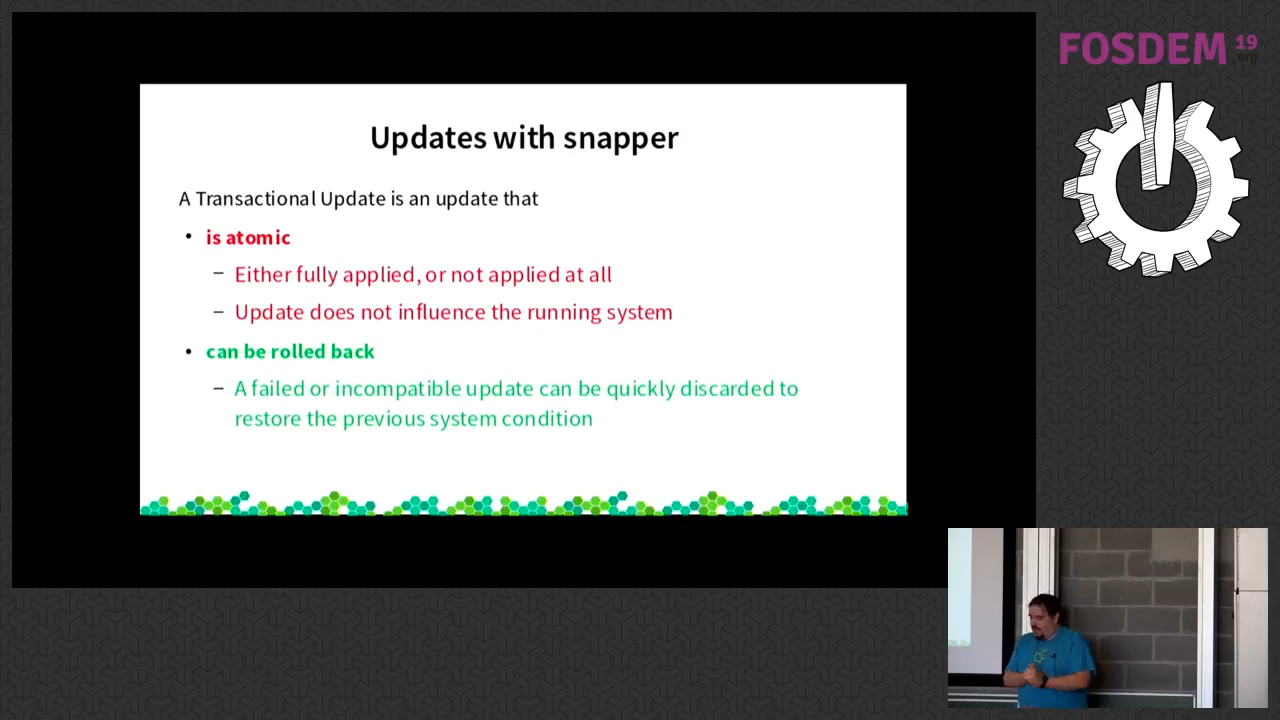 FOSDEM 19
.org
Updates with snapper
A Transactional Update is an update that
• is atomic
– Either fully applied, or not applied at all
– Update does not influence the running system
• can be rolled back
– A failed or incompatible update can be quickly discarded to
restore the previous system condition